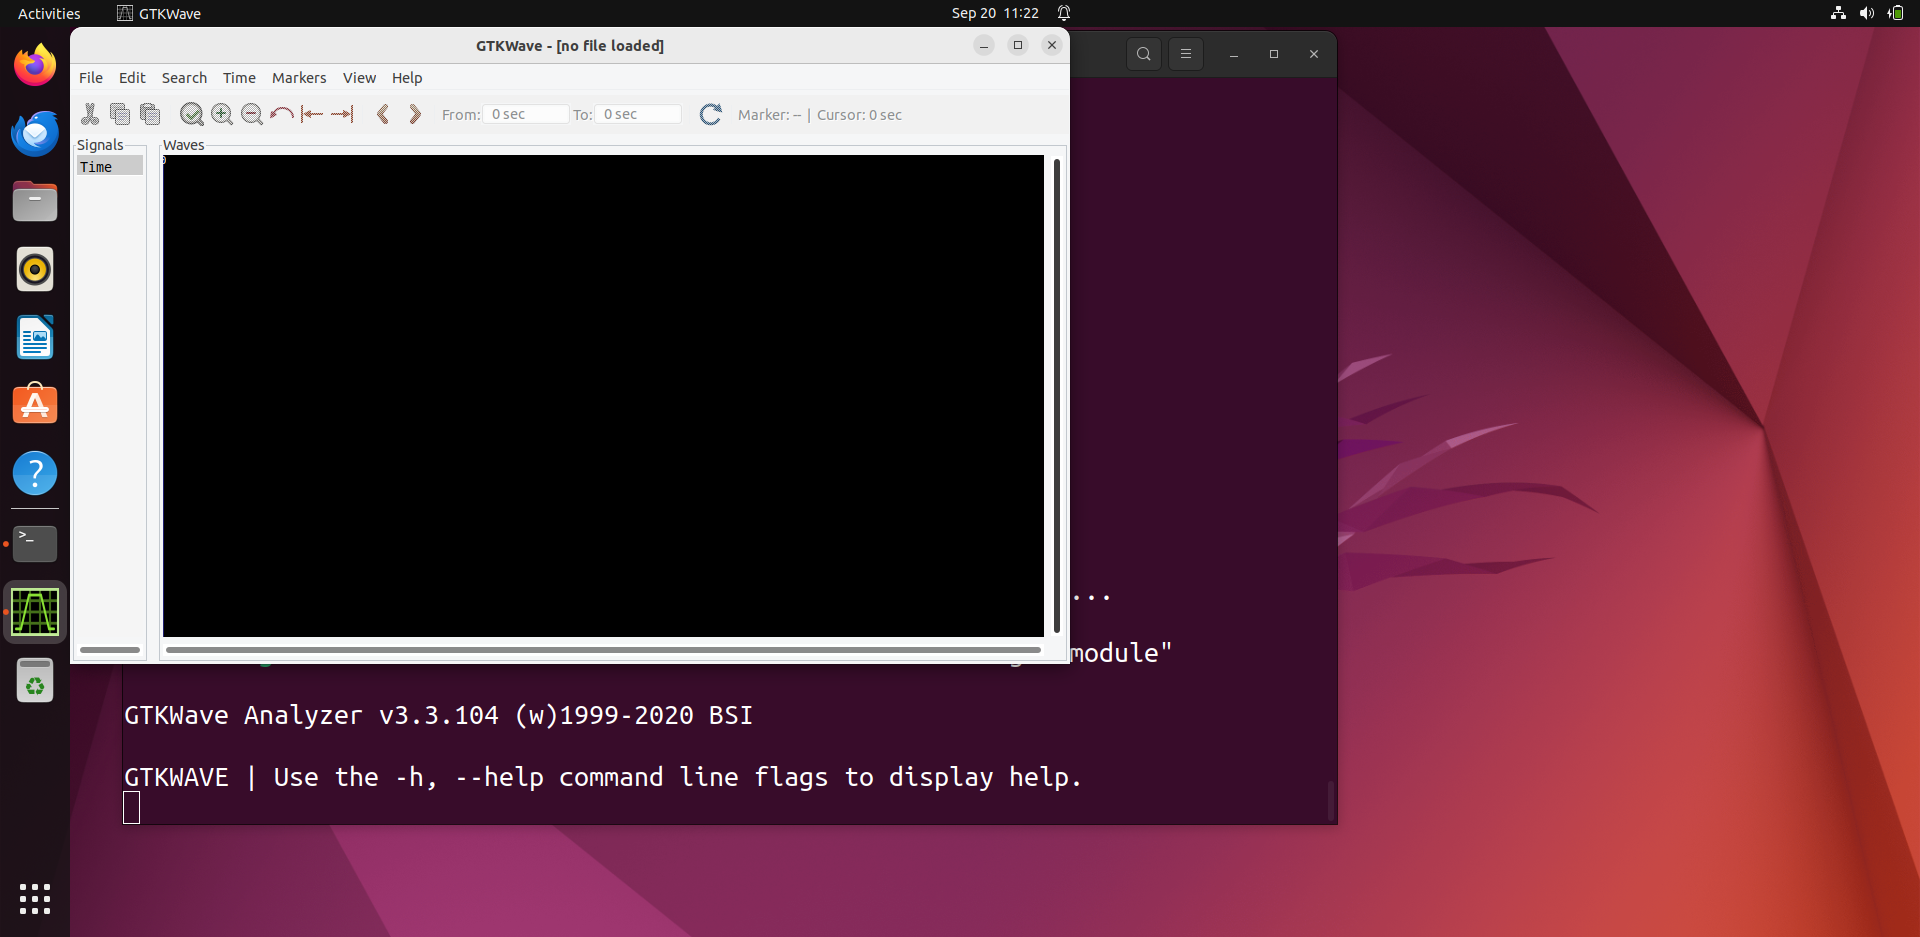 Activities
GTKWave
Sep 20 11:22
GTKWave - [no file loaded]
File Edit Search Time Markers View Help
From: 0 sec To: 0 sec Marker: -- | Cursor: 0 sec
Signals
Waves
Time
0
...
module"
GTKWave Analyzer v3.3.104 (w)1999-2020 BSI
GTKWAVE | Use the -h, --help command line flags to display help.